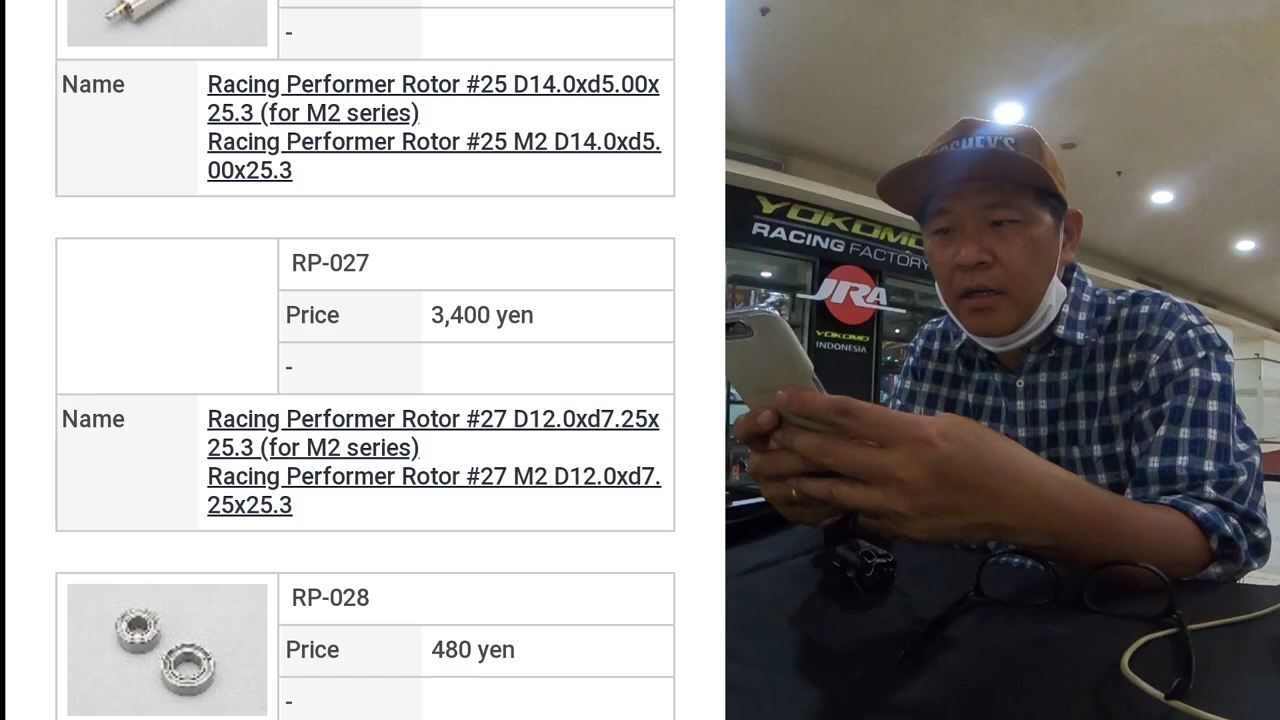 -
Name
Racing Performer Rotor #25 D14.0xd5.00x
25.3 (for M2 series)
Racing Performer Rotor #25 M2 D14.0xd5.
00x25.3
RP-027
Price
3,400 yen
-
Name
Racing Performer Rotor #27 D12.0xd7.25x
25.3 (for M2 series)
Racing Performer Rotor #27 M2 D12.0xd7.
25x25.3
RP-028
Price
480 yen
-
YOKOMO
RACING FACTORY
JRA
YOKOMO
INDONESIA